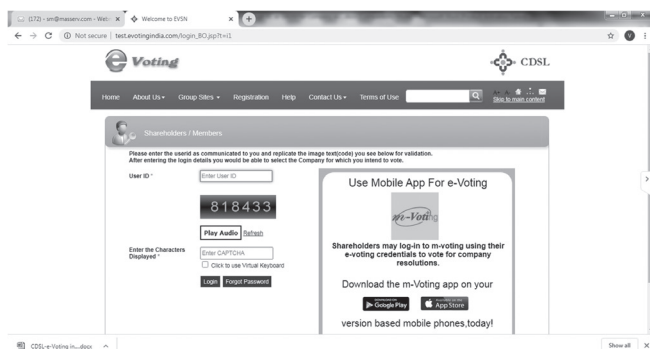 (172) - sm@masserv.com - Web
Welcome to EVSN
Not secure | test.evotingindia.com/login_BO.jsp?t=i1
V
e Voting
CDSL
Home About Us Group Sites Registration Help Contact Us Terms of Use
Skip to main content
Shareholders / Members
Please enter the userid as communicated to you and replicate the image text(code) you see below for validation.
After entering the login details you would be able to select the Company for which you intend to vote.
User ID *
Enter User ID
818433
Play Audio Refresh
Enter the Characters
Displayed *
Enter CAPTCHA
Click to use Virtual Keyboard
Login Forgot Password
Use Mobile App For e-Voting
m-Voting
Shareholders may log-in to m-voting using their
e-voting credentials to vote for company
resolutions.
Download the m-Voting app on your
Google Play
App Store
version based mobile phones,today!
CDSL-e-Voting in....docx
Show all